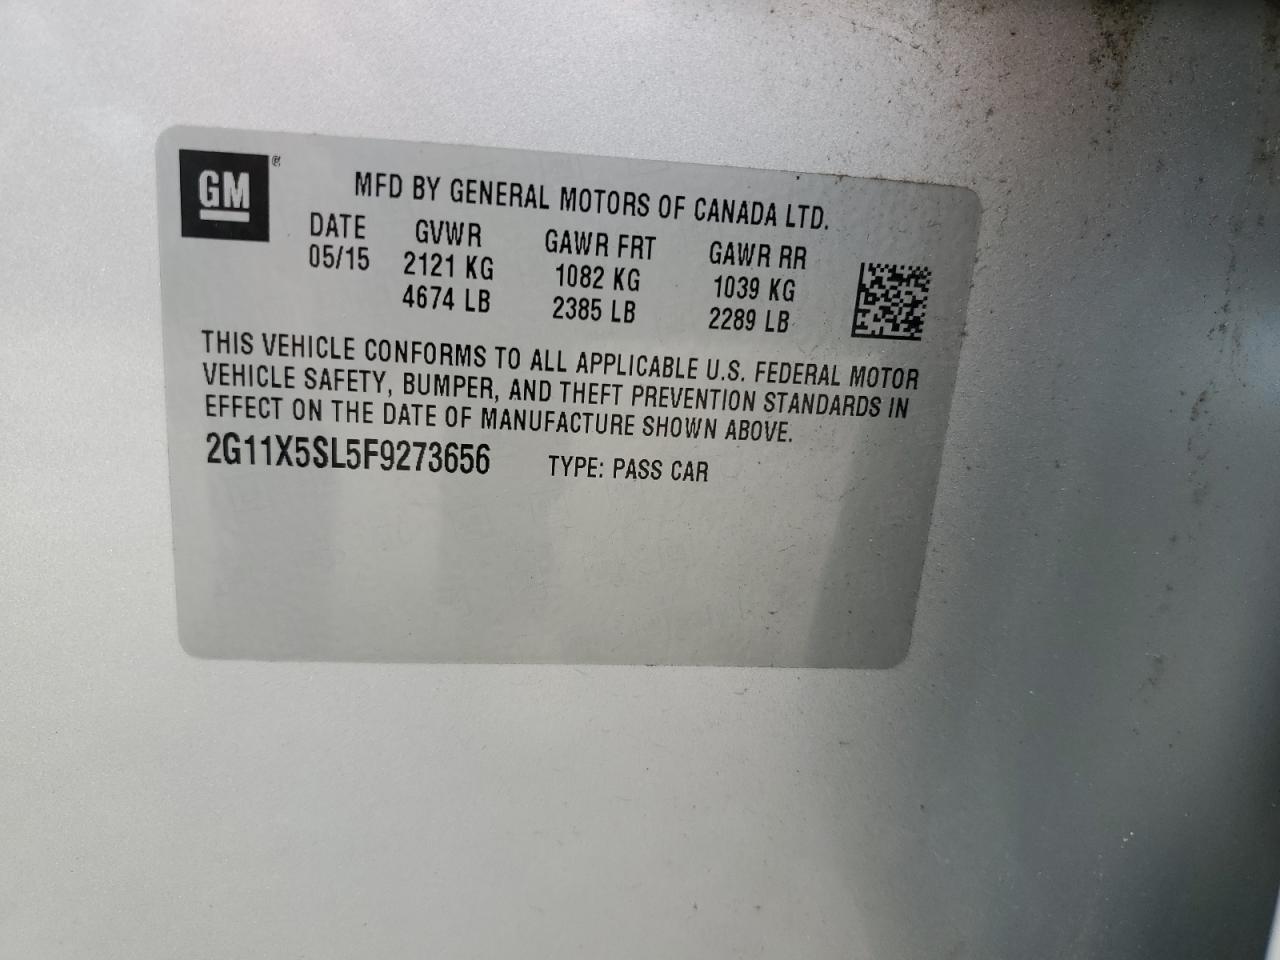 GM®
MFD BY GENERAL MOTORS OF CANADA LTD.
DATE GVWR GAWR FRT GAWR RR
05/15 2121 KG 1082 KG 1039 KG
4674 LB 2385 LB 2289 LB
THIS VEHICLE CONFORMS TO ALL APPLICABLE U.S. FEDERAL MOTOR
VEHICLE SAFETY, BUMPER, AND THEFT PREVENTION STANDARDS IN
EFFECT ON THE DATE OF MANUFACTURE SHOWN ABOVE.
2G11X5SL5F9273656 TYPE: PASS CAR